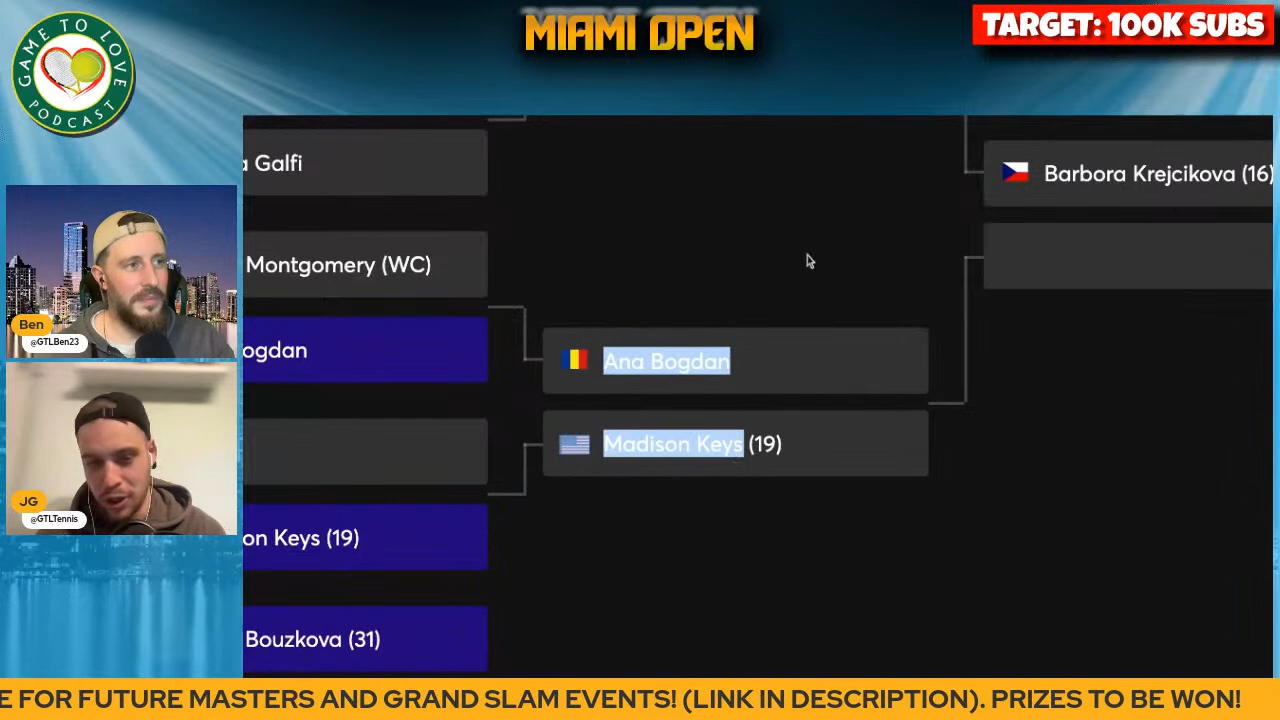 GAME TO LOVE
PODCAST
MIAMI OPEN
TARGET: 100K SUBS
a Galfi
Barbora Krejcikova (16)
Montgomery (WC)
ogdan
Ana Bogdan
Madison Keys (19)
on Keys (19)
Bouzkova (31)
Ben
@GTLBen23
JG
@GTLTennis
E FOR FUTURE MASTERS AND GRAND SLAM EVENTS! (LINK IN DESCRIPTION). PRIZES TO BE WON!